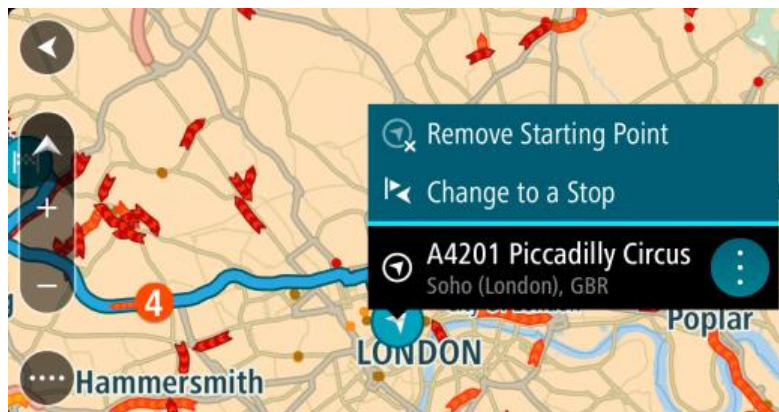 Remove Starting Point
Change to a Stop
A4201 Piccadilly Circus
Soho (London), GBR
4
Poplar
LONDON
Hammersmith